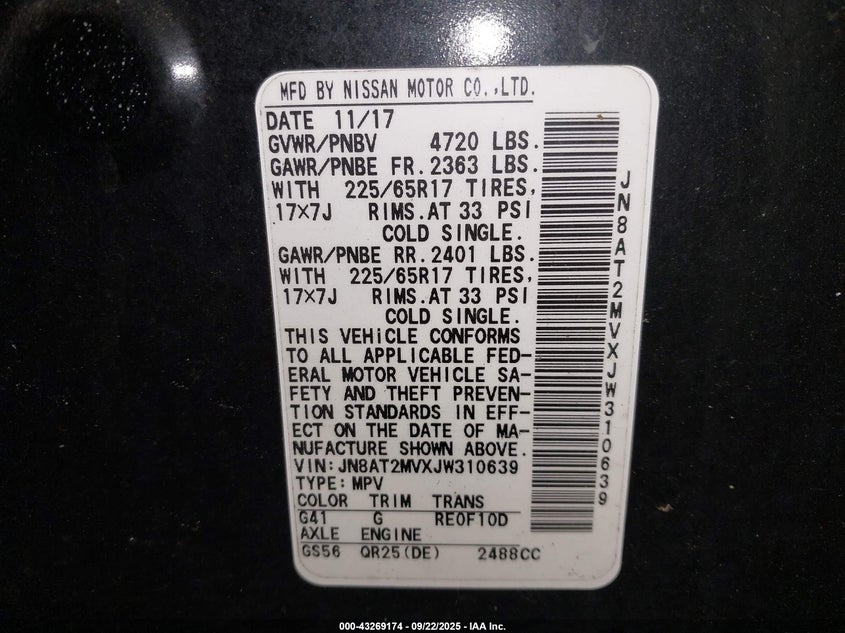 MFD BY NISSAN MOTOR CO.,LTD.
DATE 11/17
GVWR/PNBV 4720 LBS.
GAWR/PNBE FR. 2363 LBS.
WITH 225/65R17 TIRES,
17×7J RIMS. AT 33 PSI
COLD SINGLE.
GAWR/PNBE RR. 2401 LBS.
WITH 225/65R17 TIRES,
17×7J RIMS. AT 33 PSI
COLD SINGLE.
THIS VEHICLE CONFORMS
TO ALL APPLICABLE FED-
ERAL MOTOR VEHICLE SA-
FETY AND THEFT PREVEN-
TION STANDARDS IN EFF-
ECT ON THE DATE OF MA-
NUFACTURE SHOWN ABOVE.
VIN: JN8AT2MVXJW310639
TYPE: MPV
COLOR TRIM TRANS
G41 G RE0F10D
AXLE ENGINE
GS56 QR25(DE) 2488CC
JN8AT2MVXJW310639
000-43269174 - 09/22/2025 - IAA Inc.